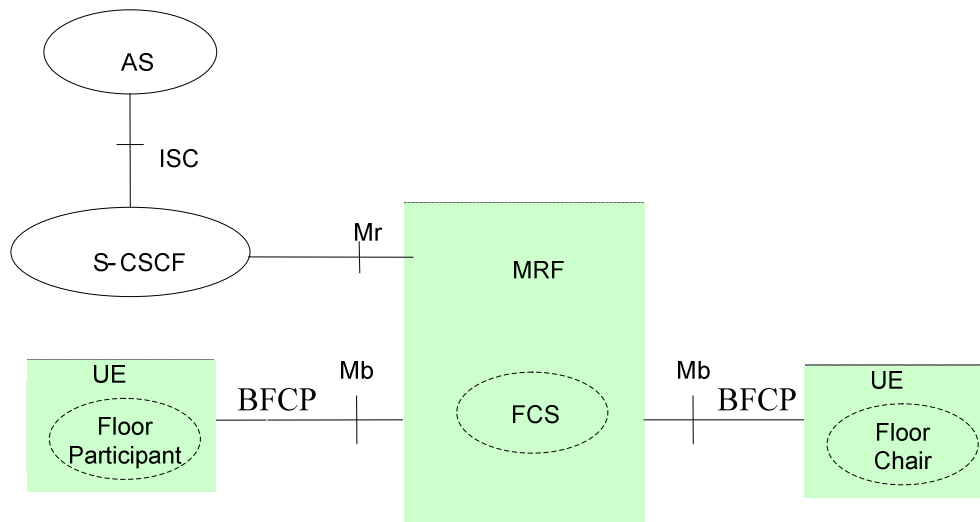 AS
ISC
S-CSCF
Mr
MRF
UE
Floor
Participant
BFCP
Mb
FCS
Mb
BFCP
UE
Floor
Chair